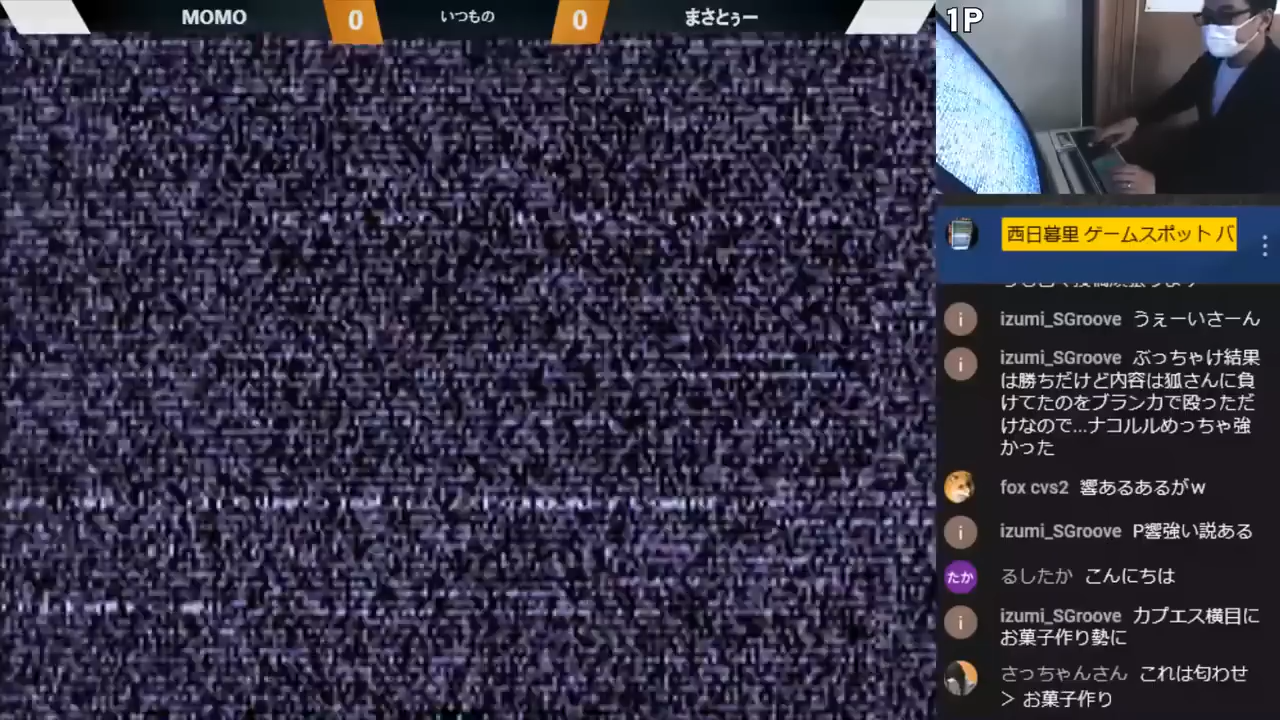 MOMO 0 いつもの 0 まさとぅー
1P
西日暮里 ゲームスポット バ
izumi_SGroove うぇーいさーん
izumi_SGroove ぶっちゃけ結果
は勝ちだけど内容は狐さんに負
けてたのをブランカで殴っただ
けなので...ナコルルめっちゃ強
かった
fox cvs2 響あるあるがｗ
izumi_SGroove P響強い説ある
たか るしたか こんにちは
izumi_SGroove カプエス横目に
お菓子作り勢に
さっちゃんさん これは匂わせ
＞ お菓子作り